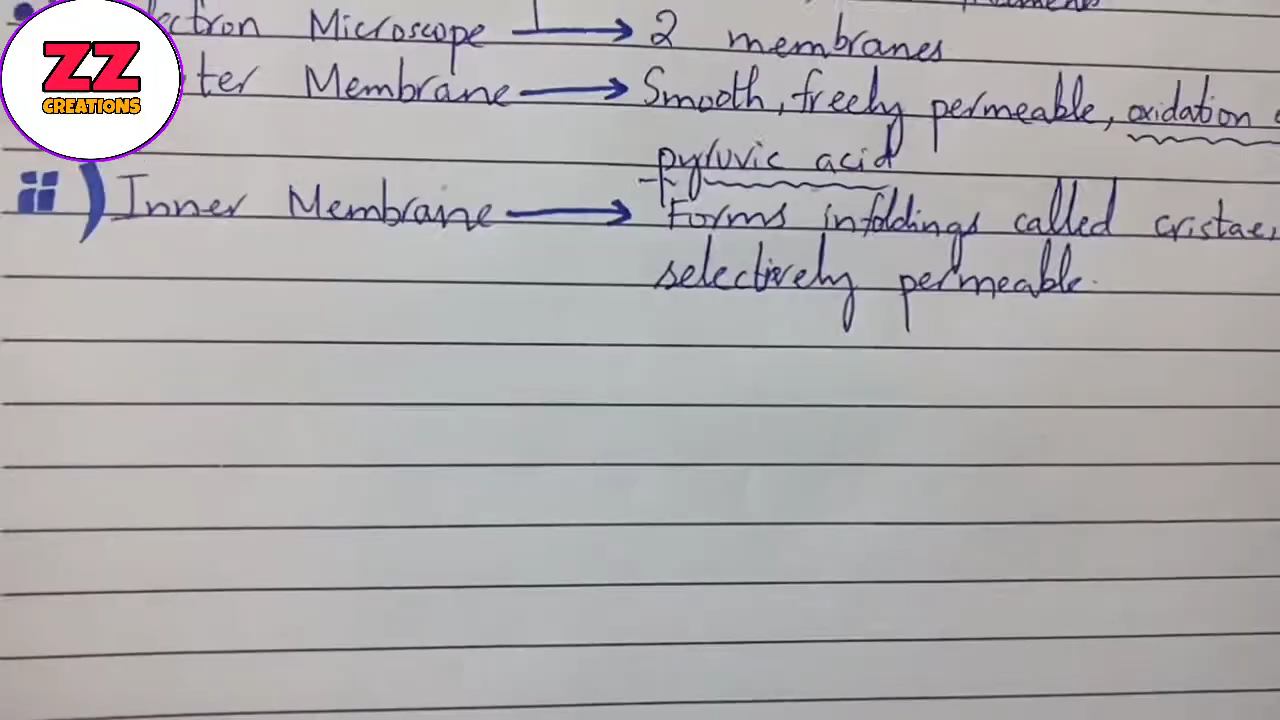 Microscope → 2 membranes
ZZ
CREATIONS
Membrane → Smooth, freely permeable, oxidation
pyruvic acid
ii) Inner Membrane → Forms infoldings called cristae,
selectively permeable.